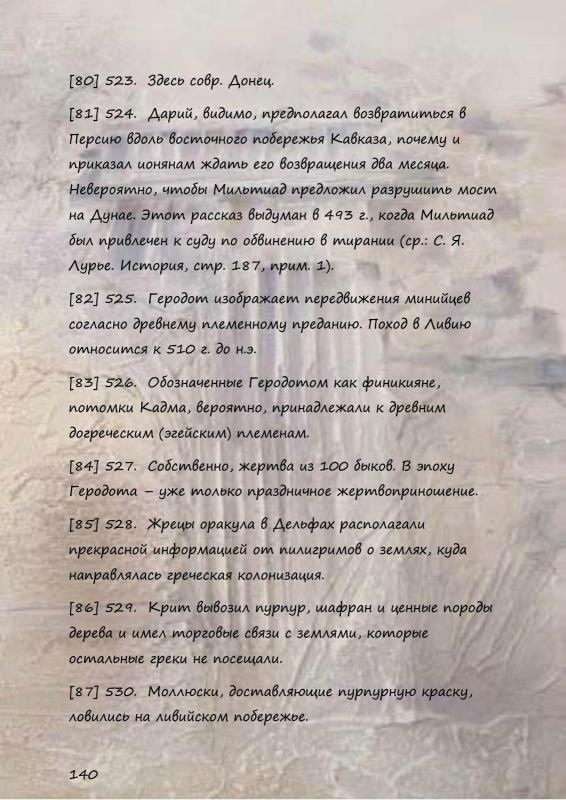 [80] 523. Здесь совр. Донец.
[81] 524. Дарий, видимо, предполагал возвратиться в
Персию вдоль восточного побережья Кавказа, почему и
приказал ионянам ждать его возвращения два месяца.
Невероятно, чтобы Мильтиад предложил разрушить мост
на Дунае. Этот рассказ выдуман в 493 г., когда Мильтиад
был привлечен к суду по обвинению в тирании (ср.: С. Я.
Лурье. История, стр. 187, прим. 1).
[82] 525. Геродот изображает передвижения минийцев
согласно древнему племенному преданию. Поход в Ливию
относится к 510 г. до н.э.
[83] 526. Обозначенные Геродотом как финикияне,
потомки Кадма, вероятно, принадлежали к древним
догреческим (эгейским) племенам.
[84] 527. Собственно, жертва из 100 быков. В эпоху
Геродота – уже только праздничное жертвоприношение.
[85] 528. Жрецы оракула в Дельфах располагали
прекрасной информацией от пилигримов о землях, куда
направлялась греческая колонизация.
[86] 529. Крит вывозил пурпур, шафран и ценные породы
дерева и имел торговые связи с землями, которые
остальные греки не посещали.
[87] 530. Моллюски, доставляющие пурпурную краску,
ловились на ливийском побережье.
140